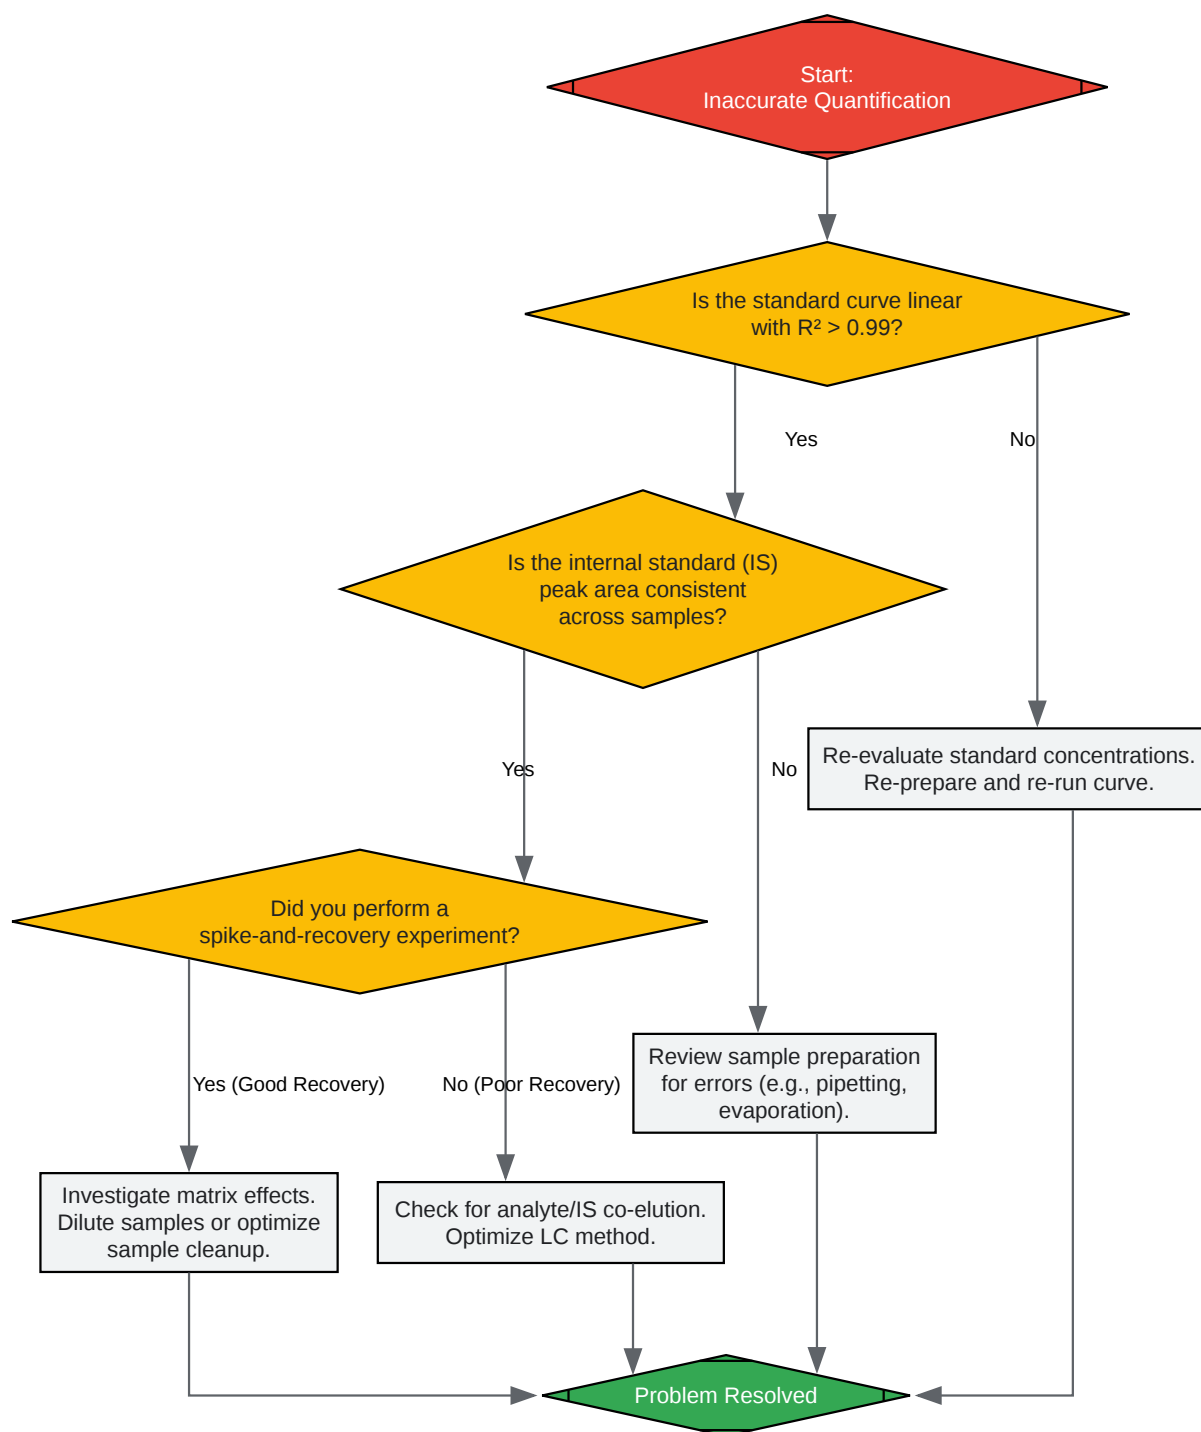 Start:
Inaccurate Quantification
Is the standard curve linear
with R² > 0.99?
Yes
No
Is the internal standard (IS)
peak area consistent
across samples?
Yes
No
Re-evaluate standard concentrations.
Re-prepare and re-run curve.
Did you perform a
spike-and-recovery experiment?
Yes (Good Recovery)
No (Poor Recovery)
Review sample preparation
for errors (e.g., pipetting,
evaporation).
Investigate matrix effects.
Dilute samples or optimize
sample cleanup.
Check for analyte/IS co-elution.
Optimize LC method.
Problem Resolved